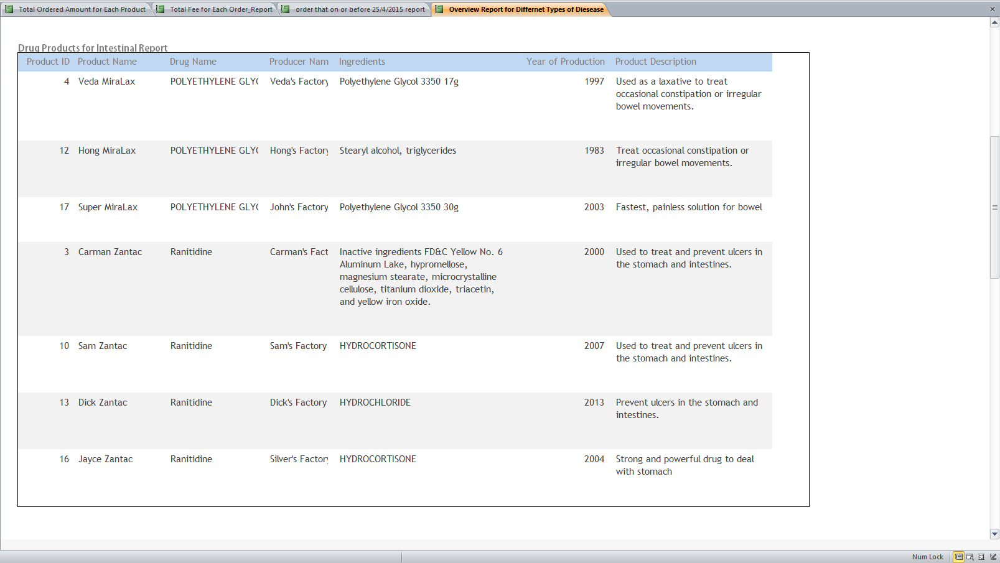 Total Ordered Amount for Each Product Total Fee for Each Order_Report order that on or before 25/4/2015 report Overview Report for Differnet Types of Diesease
Drug Products for Intestinal Report
Product ID Product Name Drug Name Producer Nam Ingredients Year of Production Product Description
4 Veda MiraLax POLYETHYLENE GLYC Veda's Factory Polyethylene Glycol 3350 17g 1997 Used as a laxative to treat
occasional constipation or irregular
bowel movements.
12 Hong MiraLax POLYETHYLENE GLYC Hong's Factory Stearyl alcohol, triglycerides 1983 Treat occasional constipation or
irregular bowel movements.
17 Super MiraLax POLYETHYLENE GLYC John's Factory Polyethylene Glycol 3350 30g 2003 Fastest, painless solution for bowel
3 Carman Zantac Ranitidine Carman's Fact Inactive ingredients FD&C Yellow No. 6 2000 Used to treat and prevent ulcers in
Aluminum Lake, hypromellose, the stomach and intestines.
magnesium stearate, microcrystalline
cellulose, titanium dioxide, triacetin,
and yellow iron oxide.
10 Sam Zantac Ranitidine Sam's Factory HYDROCORTISONE 2007 Used to treat and prevent ulcers in
the stomach and intestines.
13 Dick Zantac Ranitidine Dick's Factory HYDROCHLORIDE 2013 Prevent ulcers in the stomach and
intestines.
16 Jayce Zantac Ranitidine Silver's Factory HYDROCORTISONE 2004 Strong and powerful drug to deal
with stomach
Num Lock